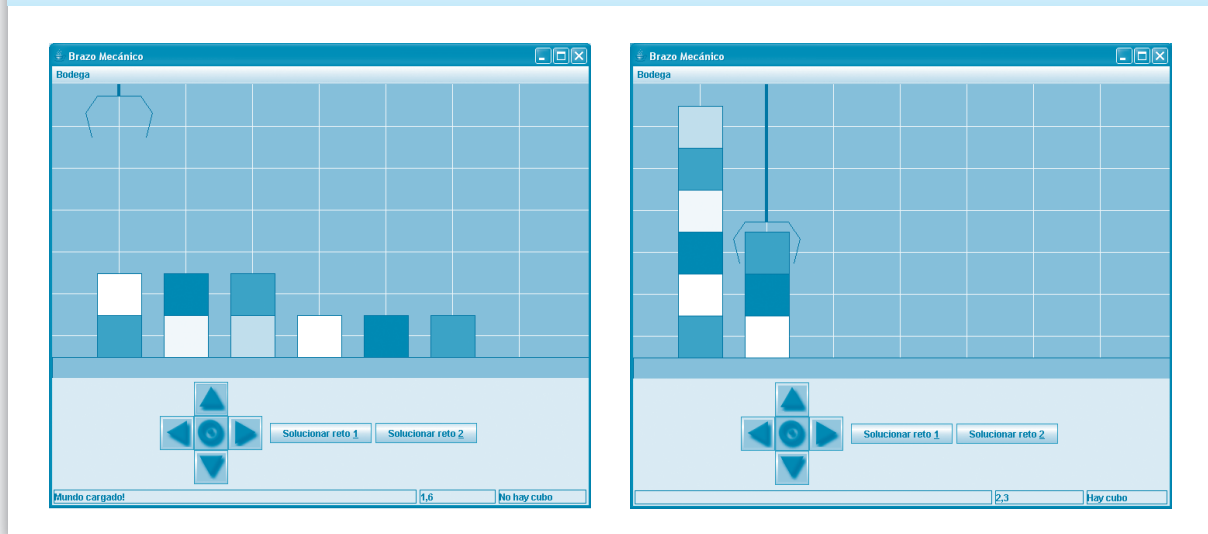 Brazo Mecánico
Bodega
Solucionar reto 1
Solucionar reto 2
Mundo cargado!
1,6
No hay cubo
Brazo Mecánico
Bodega
Solucionar reto 1
Solucionar reto 2
2,3
Hay cubo